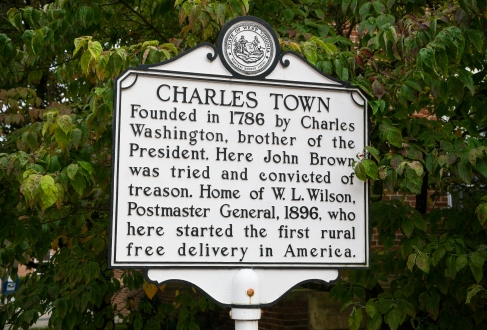 CHARLES TOWN
Founded in 1786 by Charles
Washington, brother of the
President. Here John Brown
was tried and convicted of
treason. Home of W. L. Wilson,
Postmaster General, 1896, who
here started the first rural
free delivery in America.